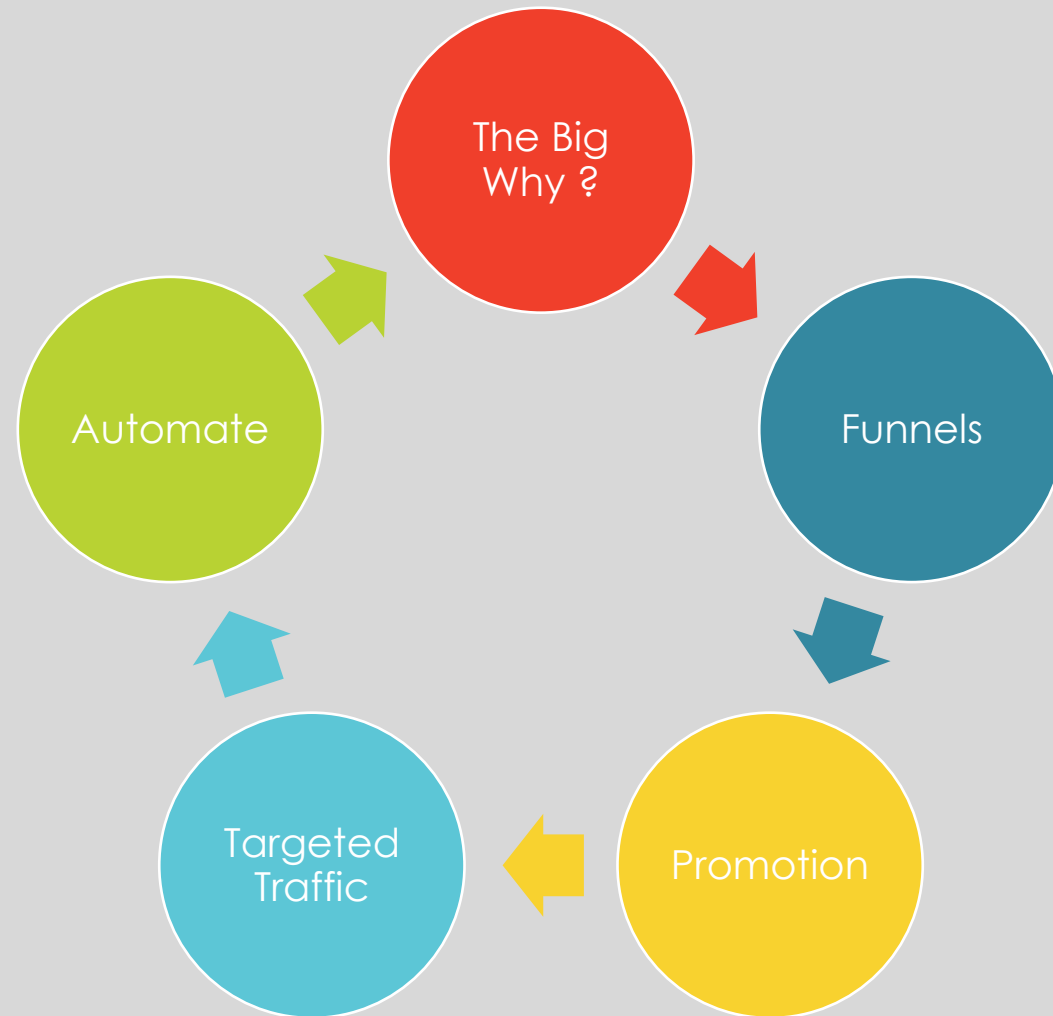 The Big
Why ?
Funnels
Promotion
Targeted
Traffic
Automate